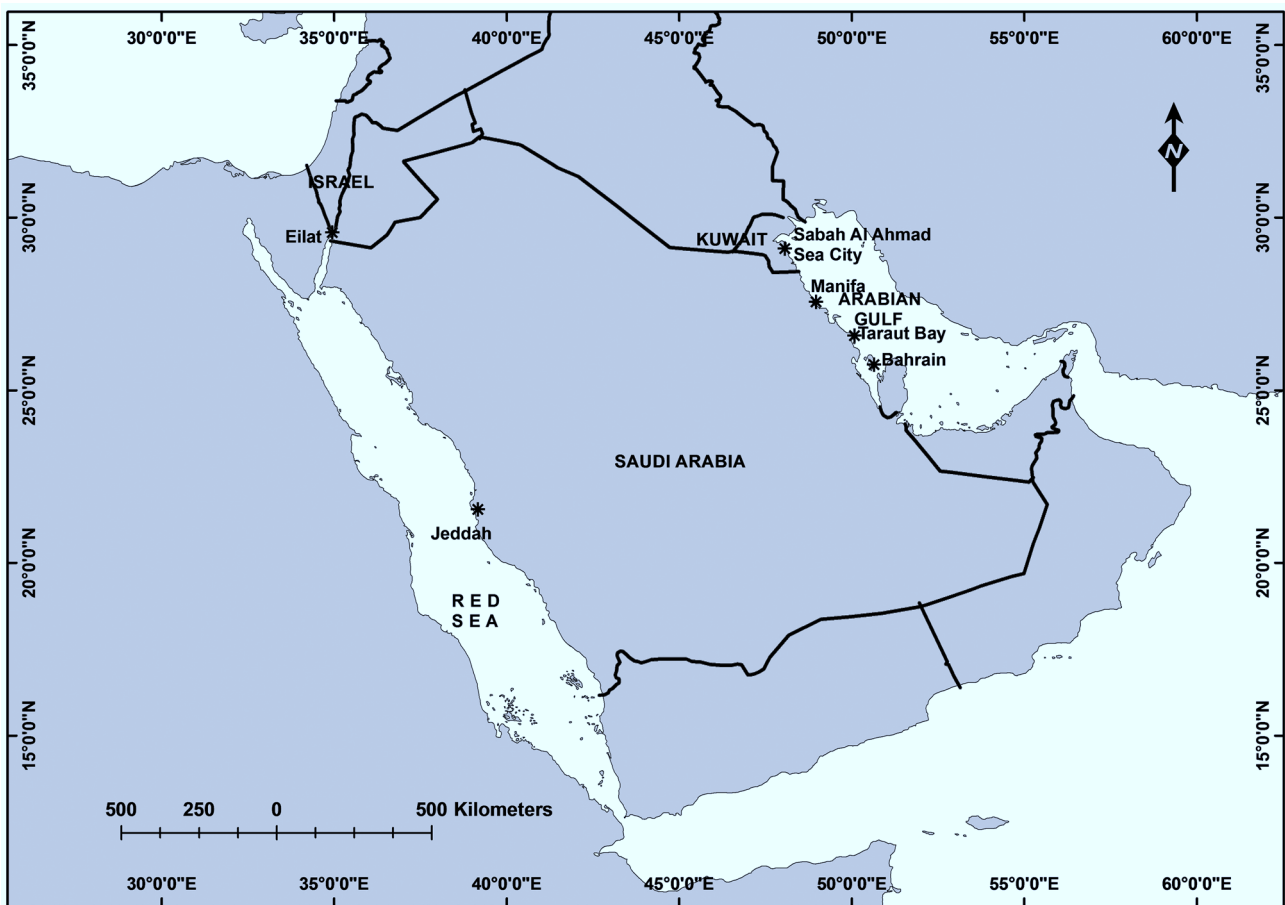 30°0'0"E 35°0'0"E 40°0'0"E 45°0'0"E 50°0'0"E 55°0'0"E 60°0'0"E
35°0'0"N
35°0'0"N
N
ISRAEL
30°0'0"N
30°0'0"N
Eilat
KUWAIT
Sabah Al Ahmad
Sea City
Manifa
ARABIAN
GULF
Taraut Bay
Bahrain
25°0'0"N
25°0'0"N
SAUDI ARABIA
Jeddah
20°0'0"N
20°0'0"N
RED
SEA
15°0'0"N
15°0'0"N
500 250 0 500 Kilometers
30°0'0"E 35°0'0"E 40°0'0"E 45°0'0"E 50°0'0"E 55°0'0"E 60°0'0"E